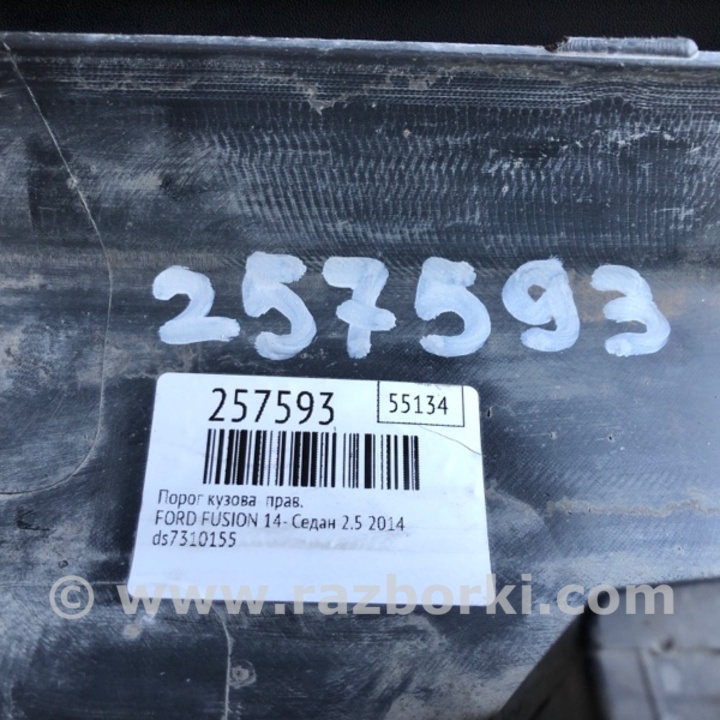 257593
257593 55134
Порог кузова прав.
FORD FUSION 14- Седан 2.5 2014
ds7310155
© www.razborki.com